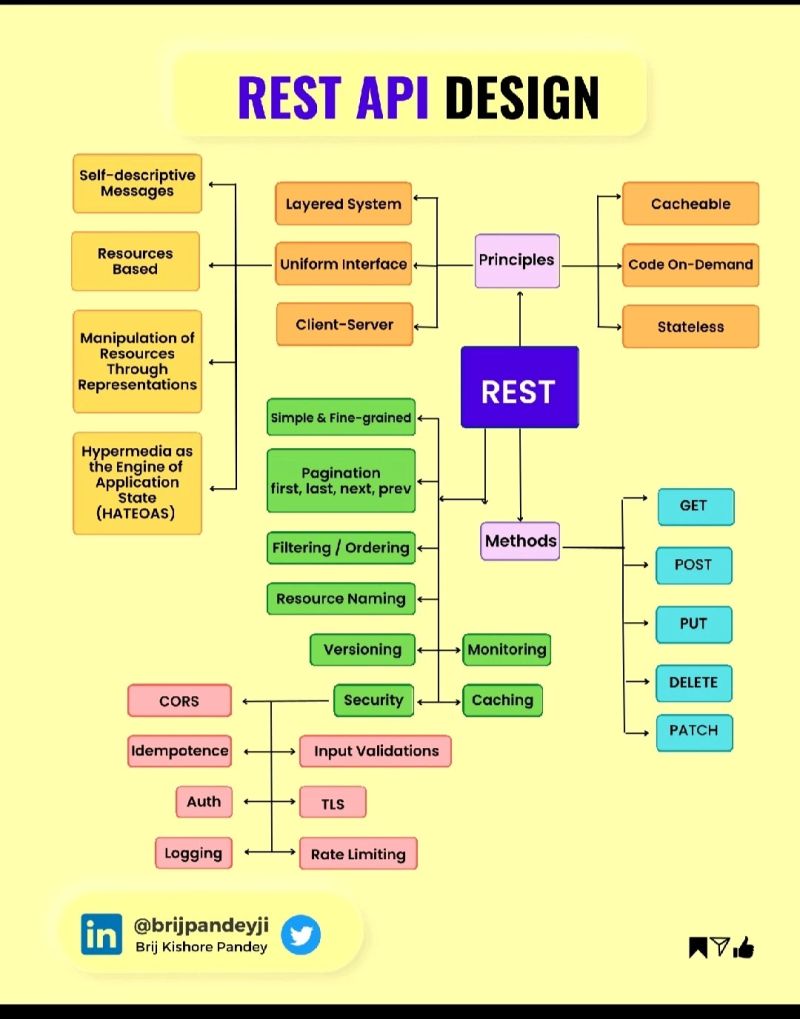 REST API DESIGN
Self-descriptive
Messages
Resources
Based
Manipulation of
Resources
Through
Representations
Hypermedia as
the Engine of
Application
State
(HATEOAS)
Layered System
Uniform Interface
Client-Server
Principles
Cacheable
Code On-Demand
Stateless
REST
Simple & Fine-grained
Pagination
first, last, next, prev
Filtering / Ordering
Resource Naming
Versioning
Monitoring
Security
Caching
Methods
GET
POST
PUT
DELETE
PATCH
CORS
Idempotence
Input Validations
Auth
TLS
Logging
Rate Limiting
in
@brijpandeyji
Brij Kishore Pandey